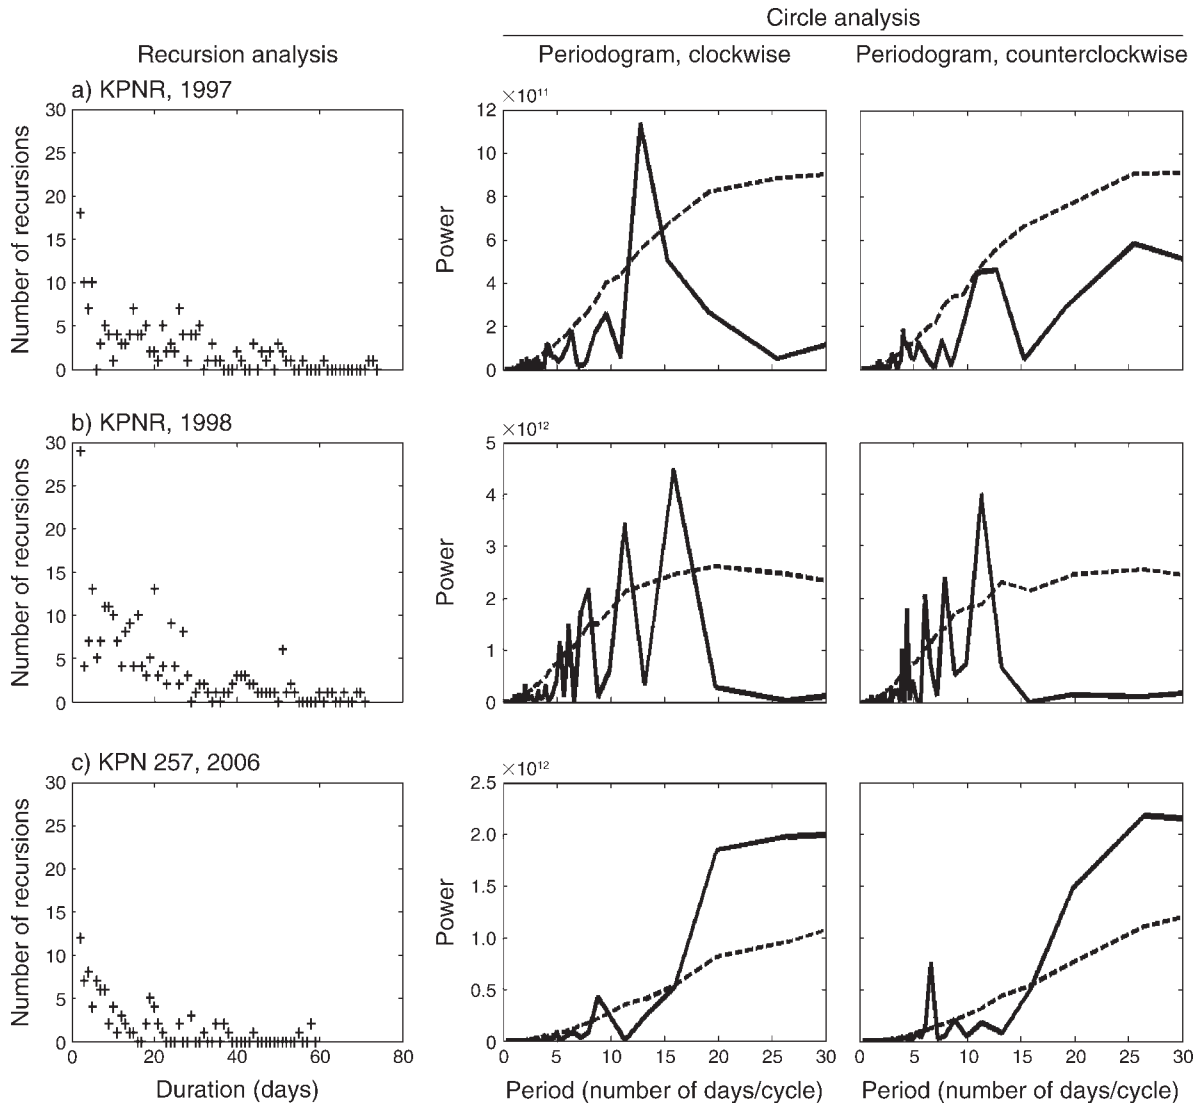 Circle analysis
Recursion analysis
Periodogram, clockwise
Periodogram, counterclockwise
a) KPNR, 1997
Number of recursions
30
25
20
15
10
5
0
×10¹¹
Power
12
10
8
6
4
2
0
b) KPNR, 1998
Number of recursions
30
25
20
15
10
5
0
×10¹²
Power
5
4
3
2
1
0
c) KPN 257, 2006
Number of recursions
30
25
20
15
10
5
0
0 20 40 60 80
Duration (days)
×10¹²
Power
2.5
2.0
1.5
1.0
0.5
0
0 5 10 15 20 25 30
Period (number of days/cycle)
0 5 10 15 20 25 30
Period (number of days/cycle)